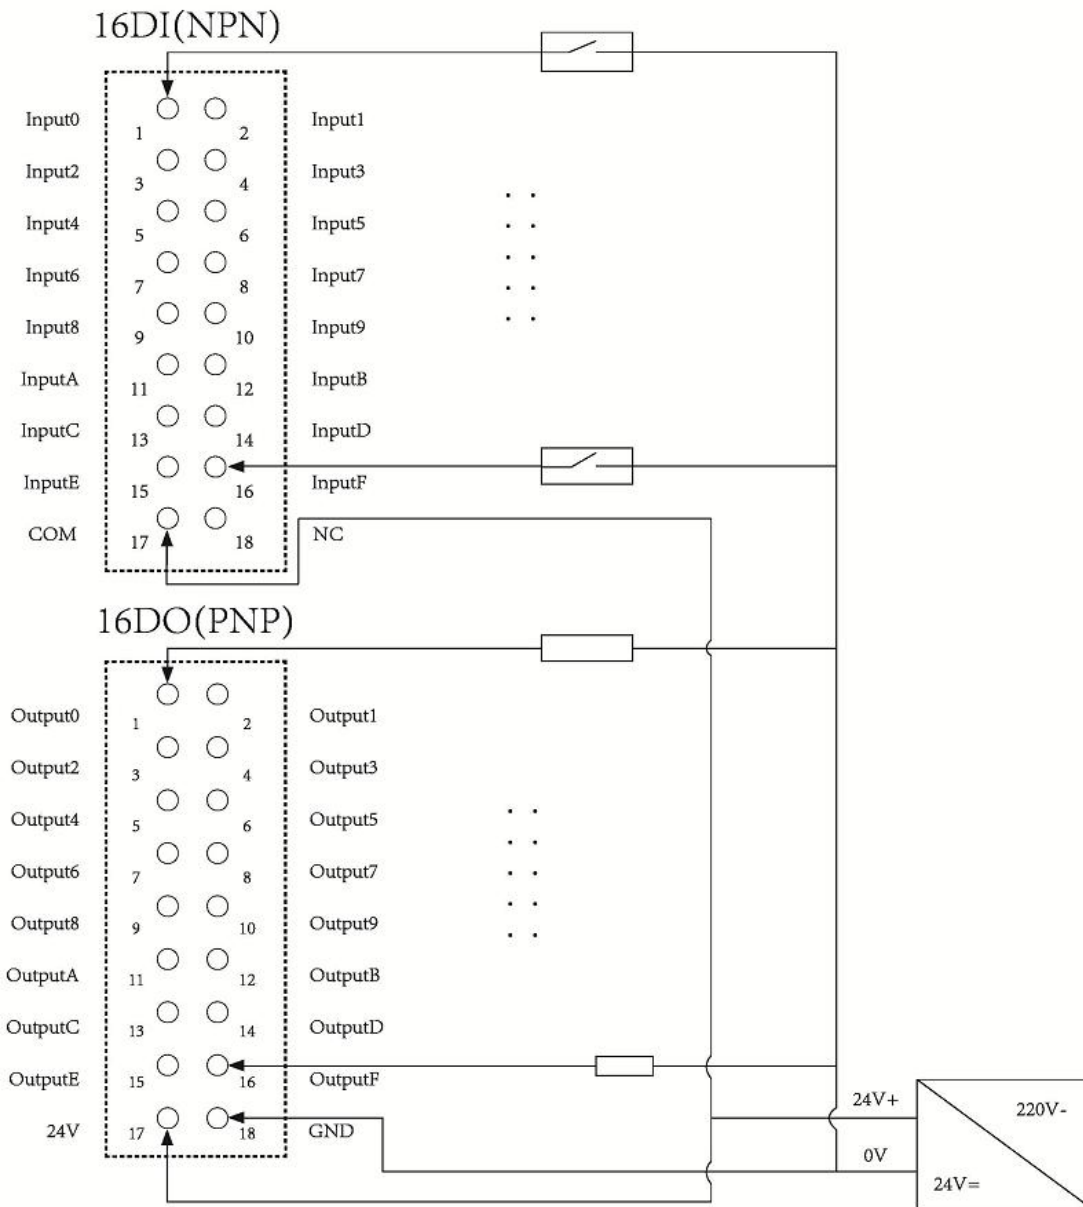 16DI(NPN)
Input0 1 2 Input1
Input2 3 4 Input3
Input4 5 6 Input5
Input6 7 8 Input7
Input8 9 10 Input9
InputA 11 12 InputB
InputC 13 14 InputD
InputE 15 16 InputF
COM 17 18 NC
16DO(PNP)
Output0 1 2 Output1
Output2 3 4 Output3
Output4 5 6 Output5
Output6 7 8 Output7
Output8 9 10 Output9
OutputA 11 12 OutputB
OutputC 13 14 OutputD
OutputE 15 16 OutputF
24V 17 18 GND
24V+
220V-
0V
24V=